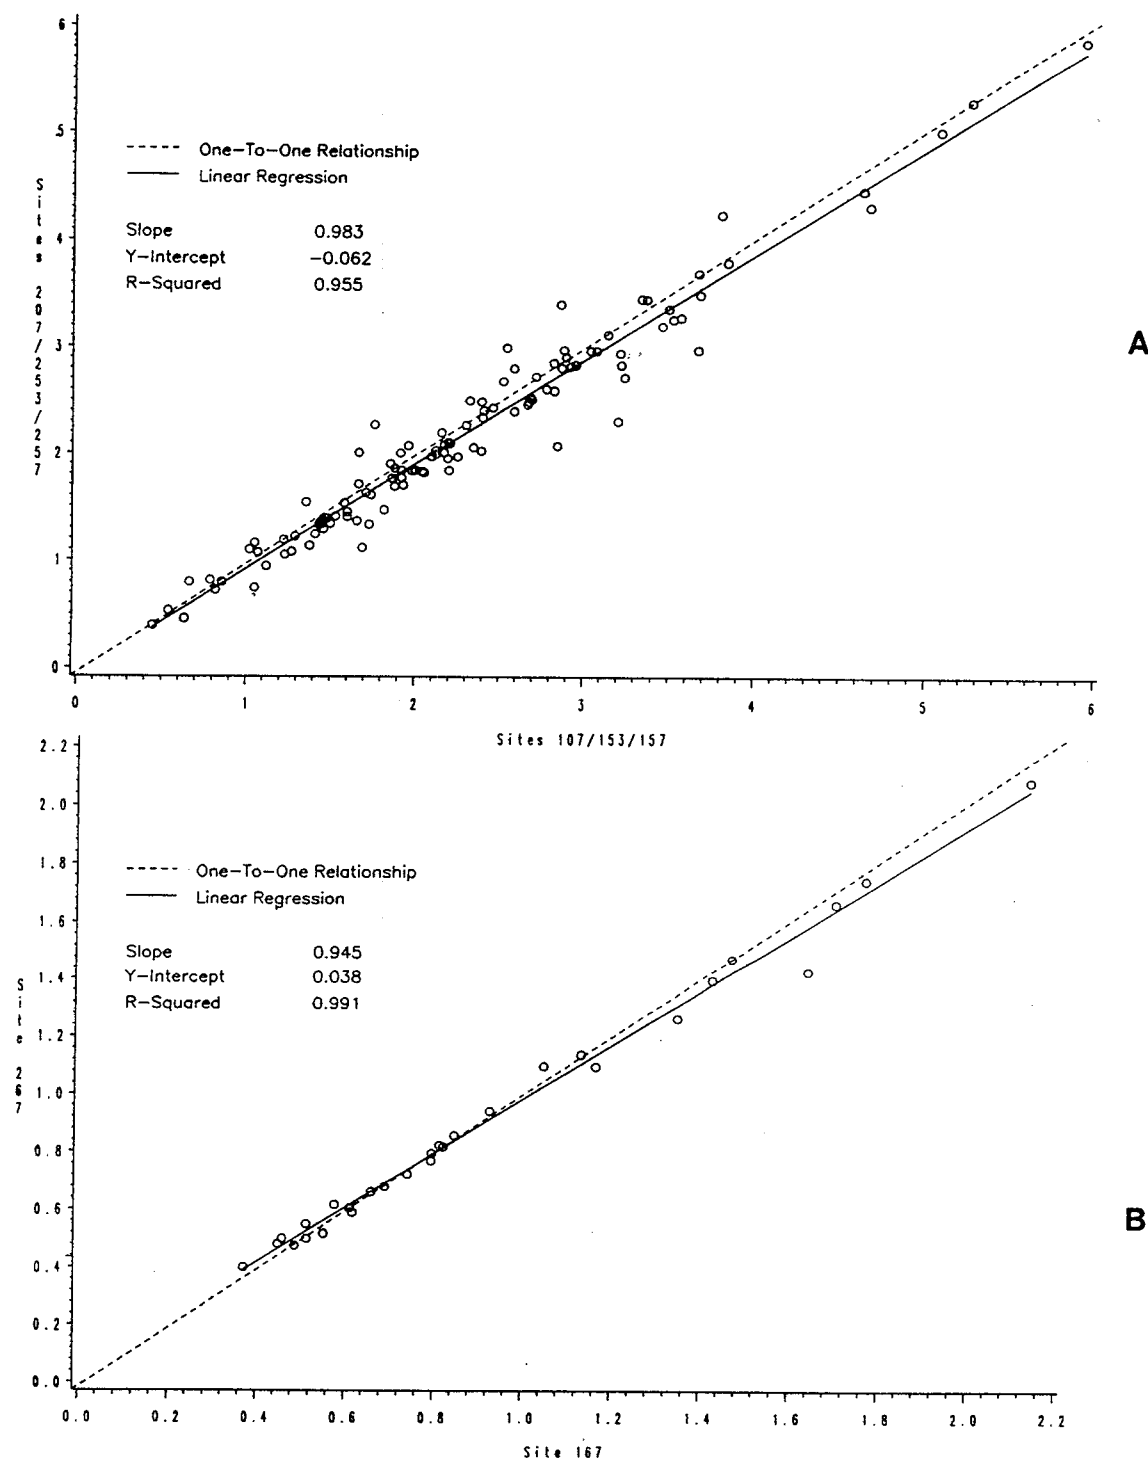 6
5
4
3
2
1
0
Sites 207/253/257
One-To-One Relationship
Linear Regression
Slope 0.983
Y-Intercept -0.062
R-Squared 0.955
A
0 1 2 3 4 5 6
Sites 107/153/157
2.2
2.0
1.8
1.6
1.4
1.2
1.0
0.8
0.6
0.4
0.2
0.0
Site 267
One-To-One Relationship
Linear Regression
Slope 0.945
Y-Intercept 0.038
R-Squared 0.991
B
0.0 0.2 0.4 0.6 0.8 1.0 1.2 1.4 1.6 1.8 2.0 2.2
Site 167